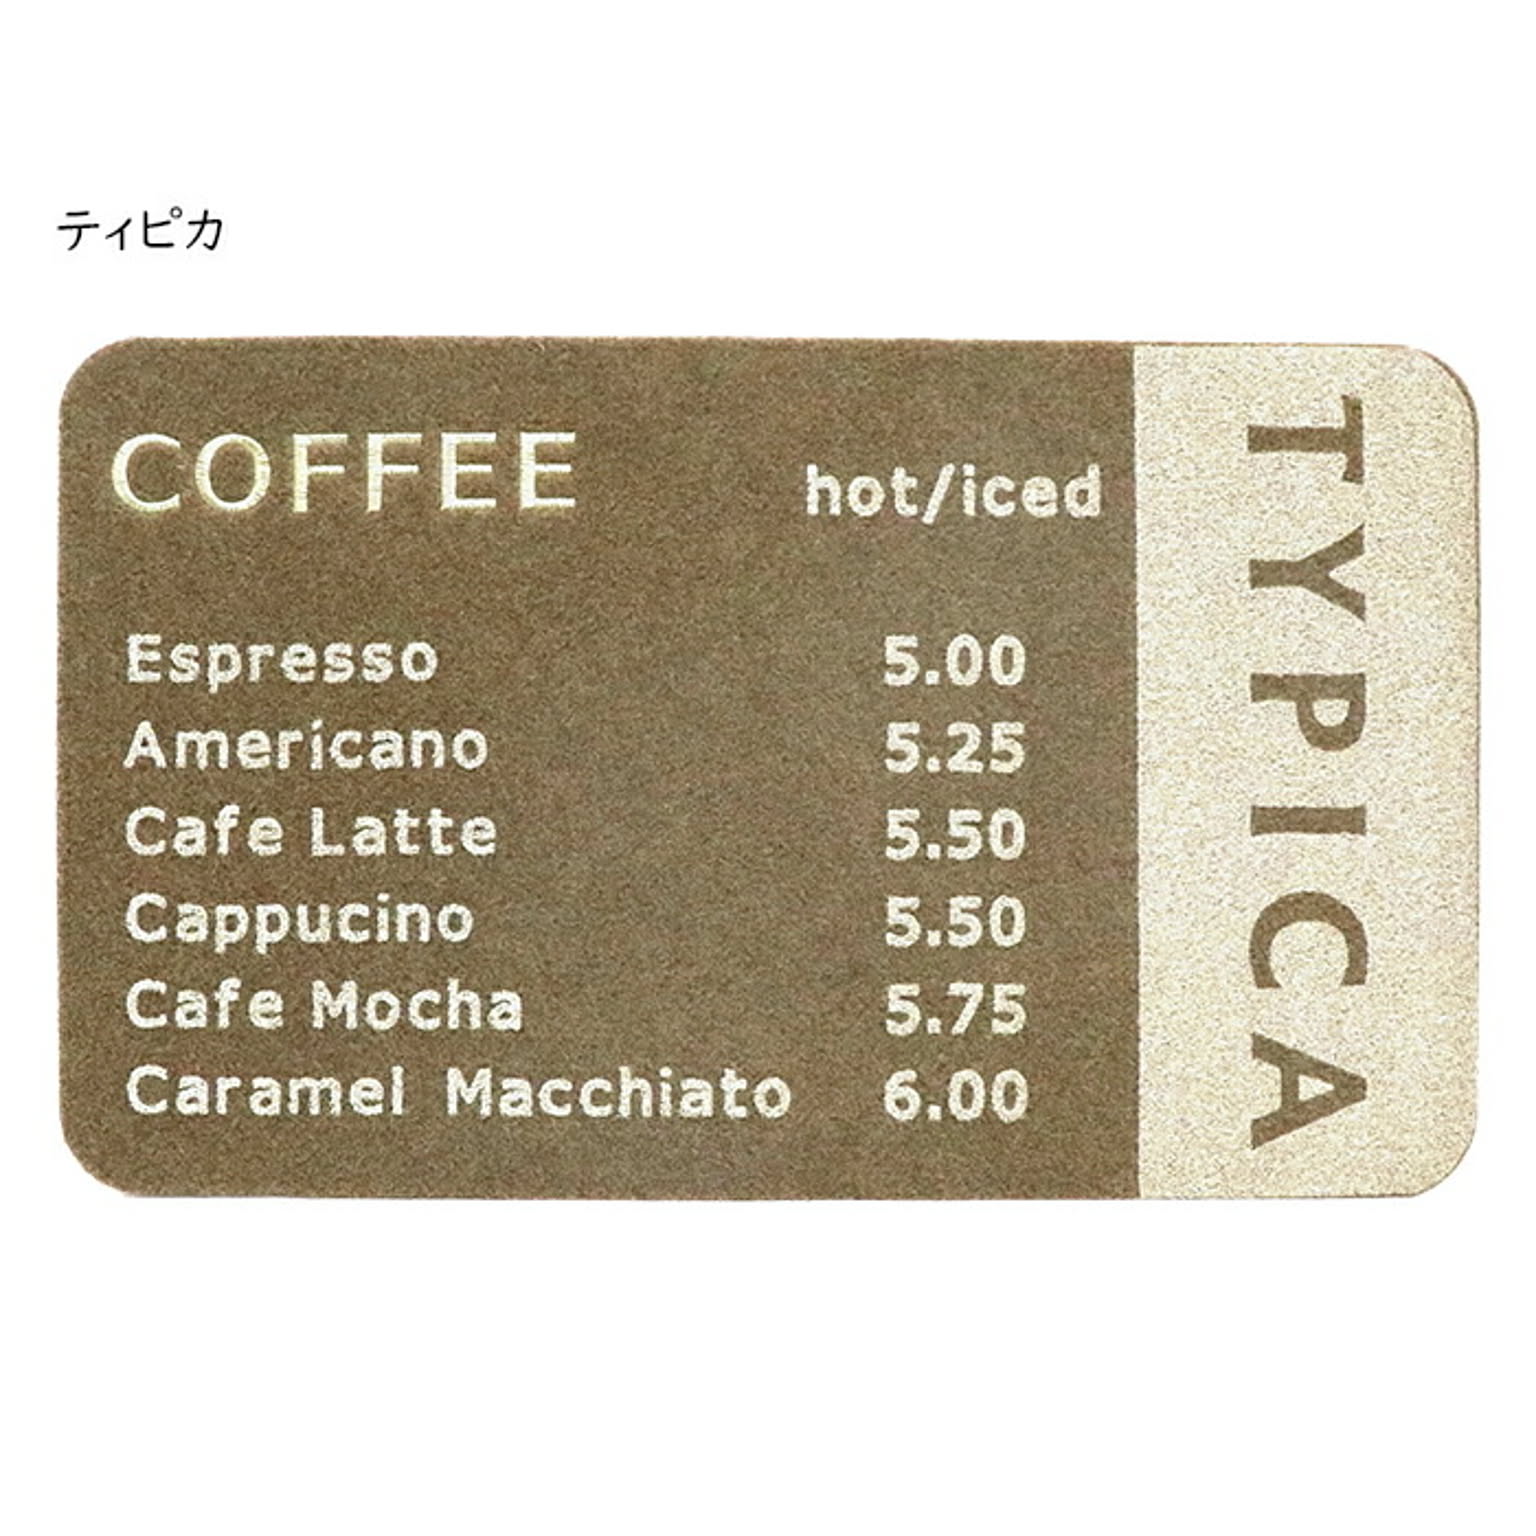 ティピカ
COFFEE hot/iced
Espresso 5.00
Americano 5.25
Cafe Latte 5.50
Cappucino 5.50
Cafe Mocha 5.75
Caramel Macchiato 6.00
TYPICA